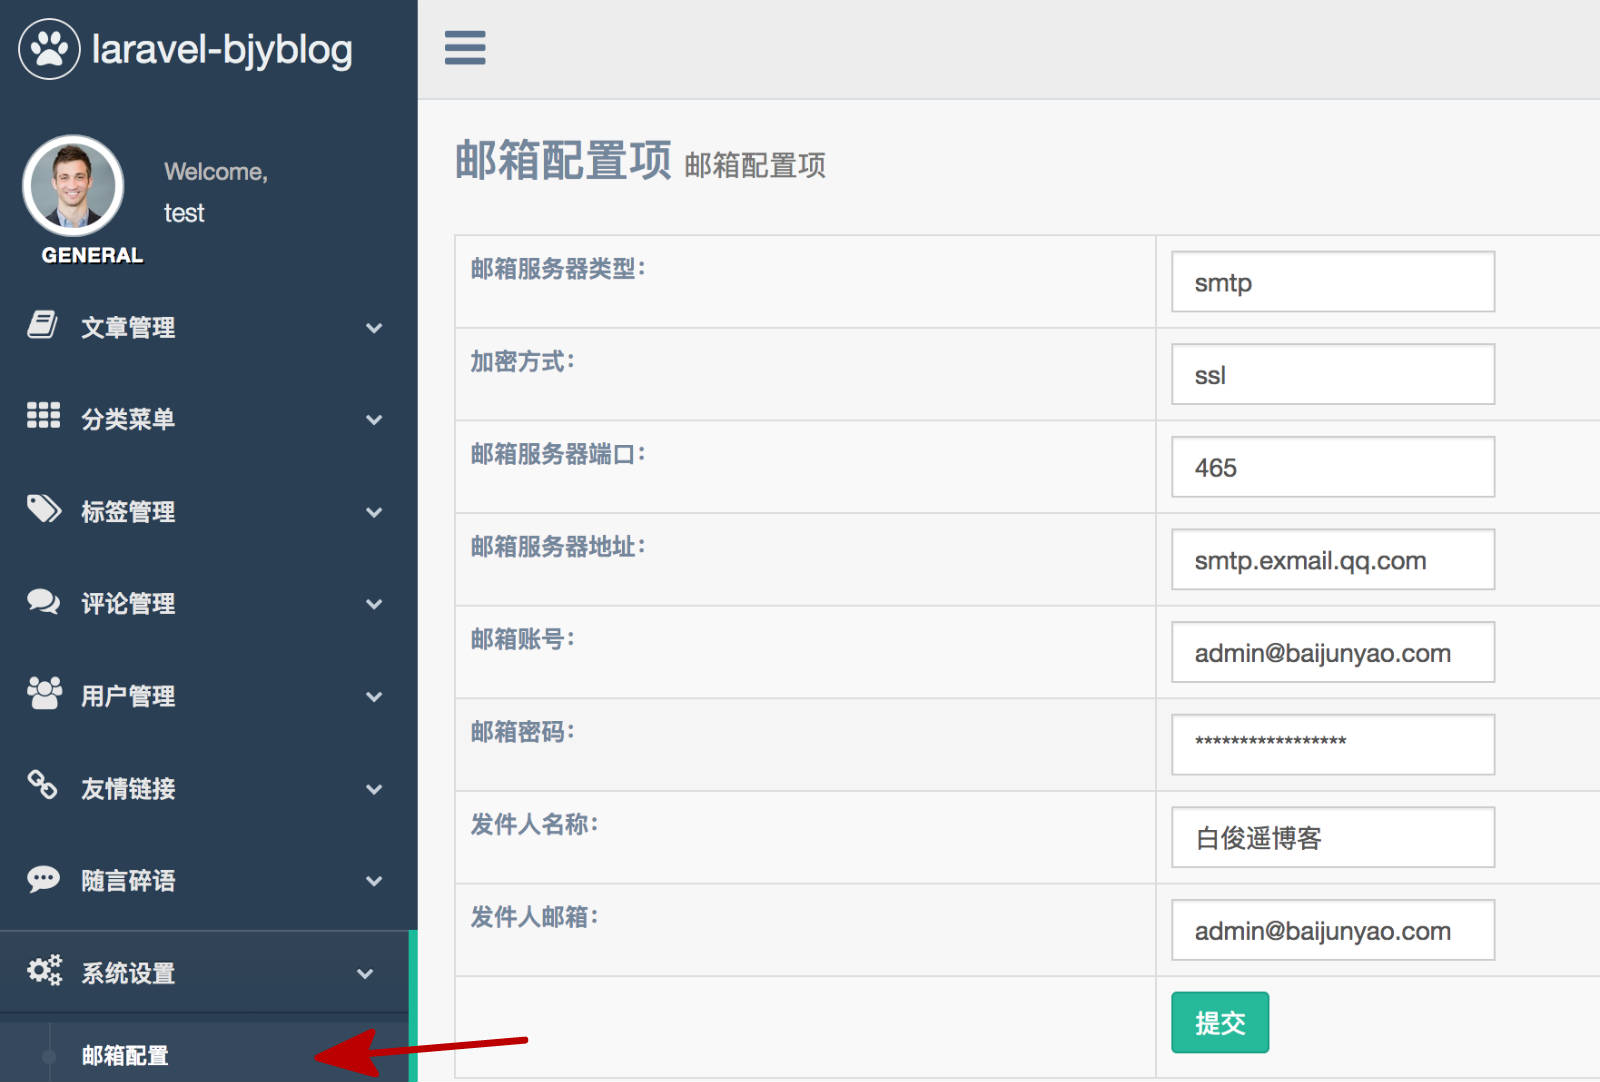 laravel-bjyblog
Welcome,
test
GENERAL
文章管理
分类菜单
标签管理
评论管理
用户管理
友情链接
随言碎语
系统设置
邮箱配置
邮箱配置项 邮箱配置项
邮箱服务器类型： smtp
加密方式： ssl
邮箱服务器端口： 465
邮箱服务器地址： smtp.exmail.qq.com
邮箱账号： admin@baijunyao.com
邮箱密码： *****************
发件人名称： 白俊遥博客
发件人邮箱： admin@baijunyao.com
提交